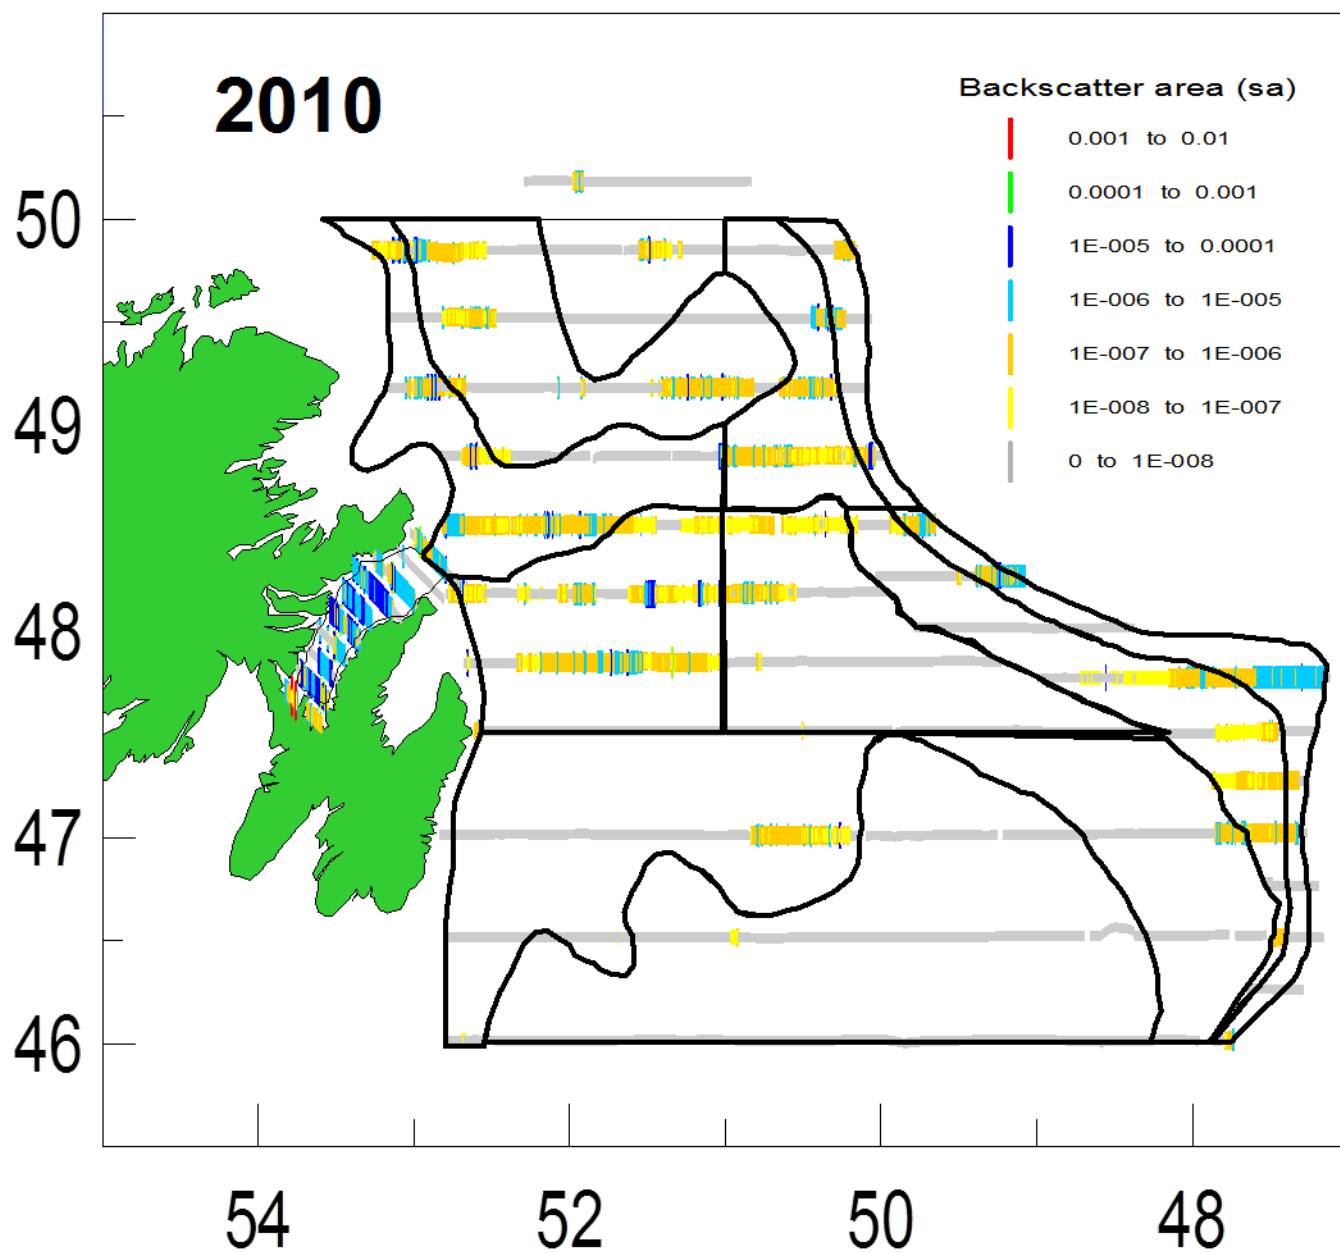 2010
Backscatter area (sa)
0.001 to 0.01
0.0001 to 0.001
1E-005 to 0.0001
1E-006 to 1E-005
1E-007 to 1E-006
1E-008 to 1E-007
0 to 1E-008
50
49
48
47
46
54 52 50 48